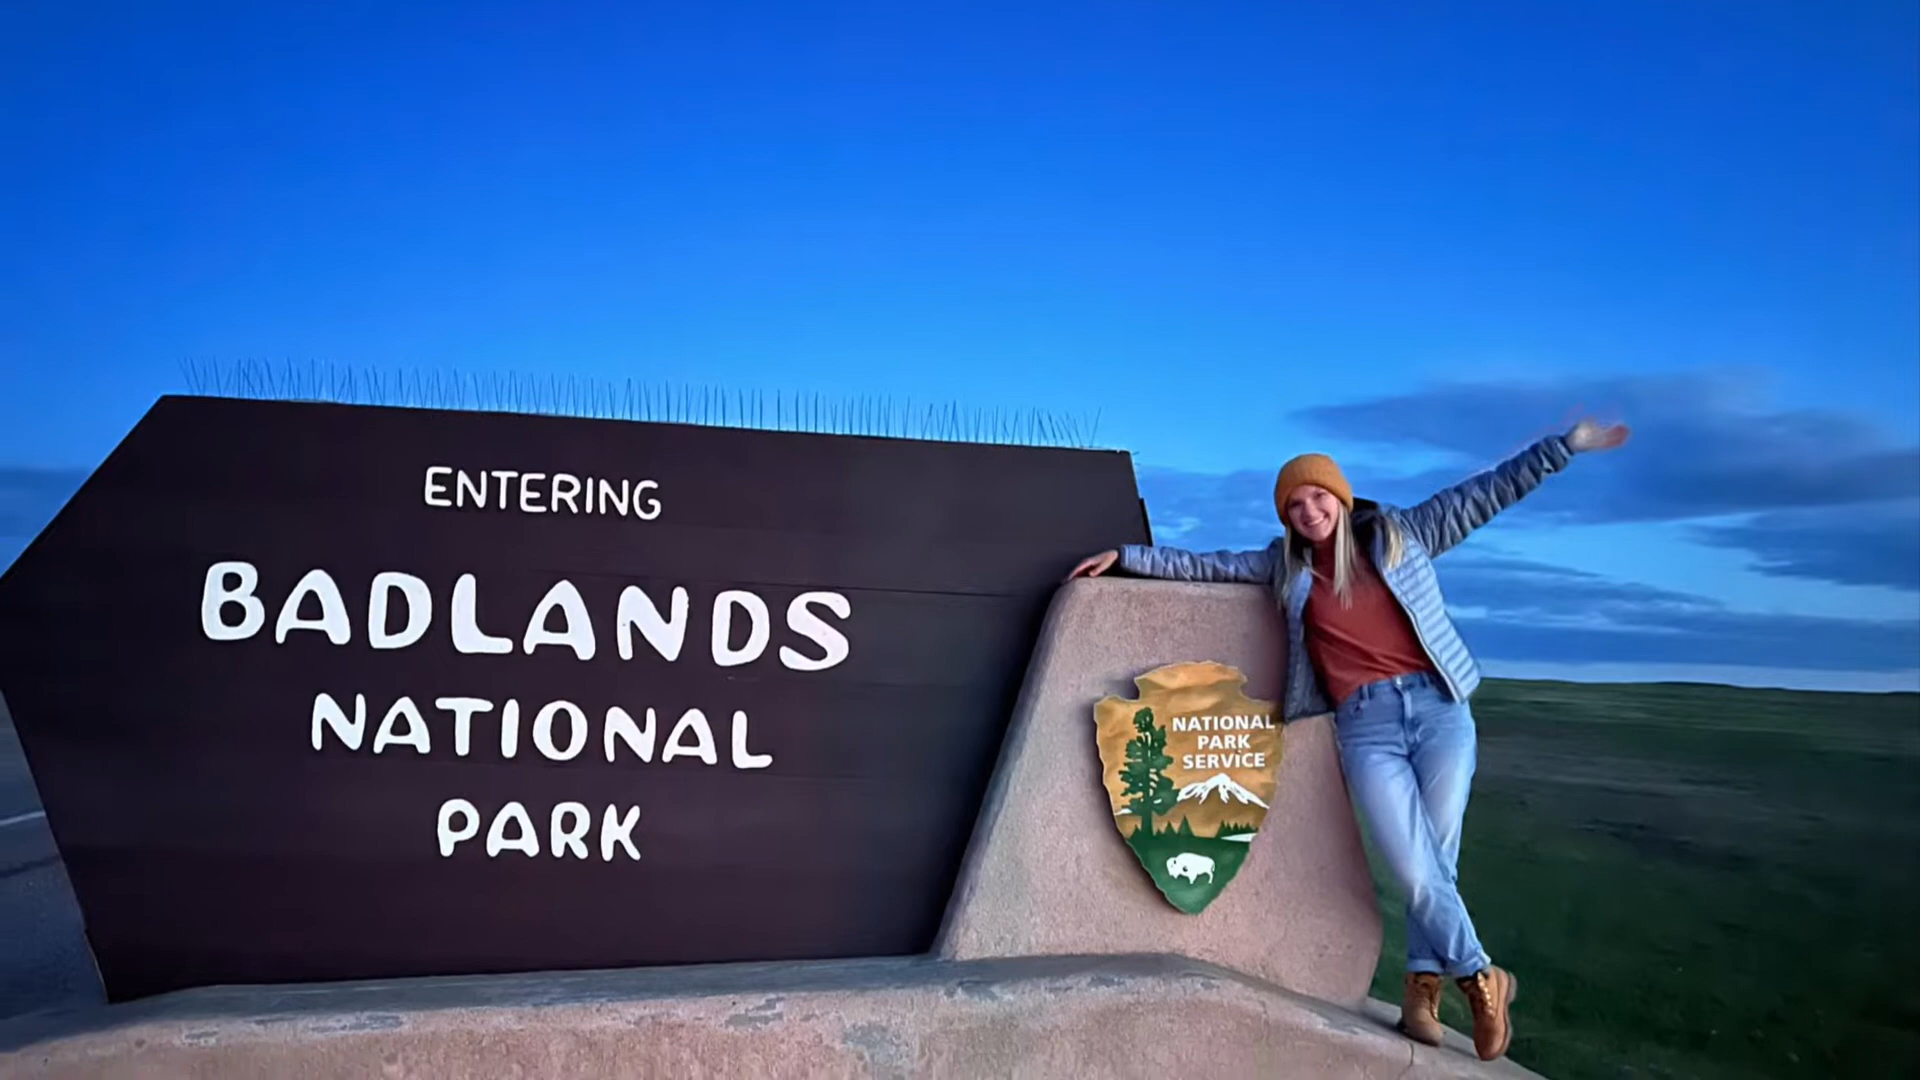 ENTERING
BADLANDS
NATIONAL
PARK
NATIONAL
PARK
SERVICE